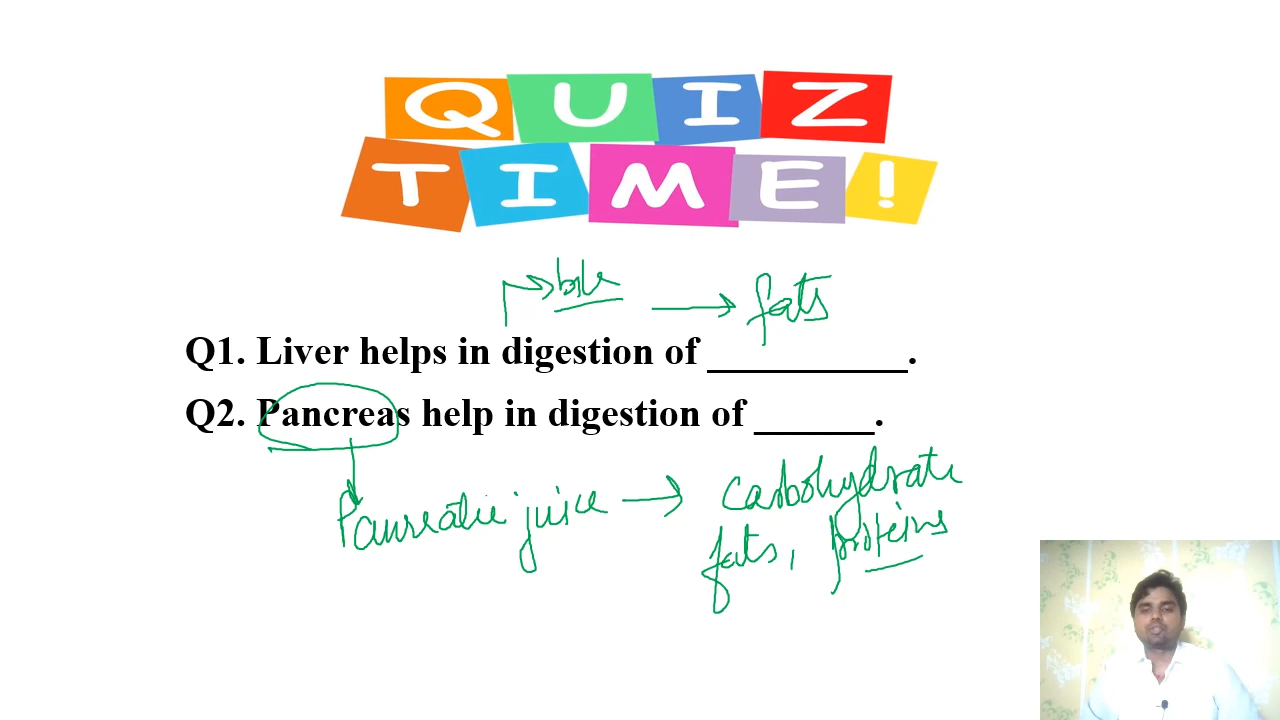 QUIZ
TIME!
bile → fats
Q1. Liver helps in digestion of __________.
Q2. Pancreas help in digestion of ______.
Pancreatic juice → carbohydrate
fats, proteins